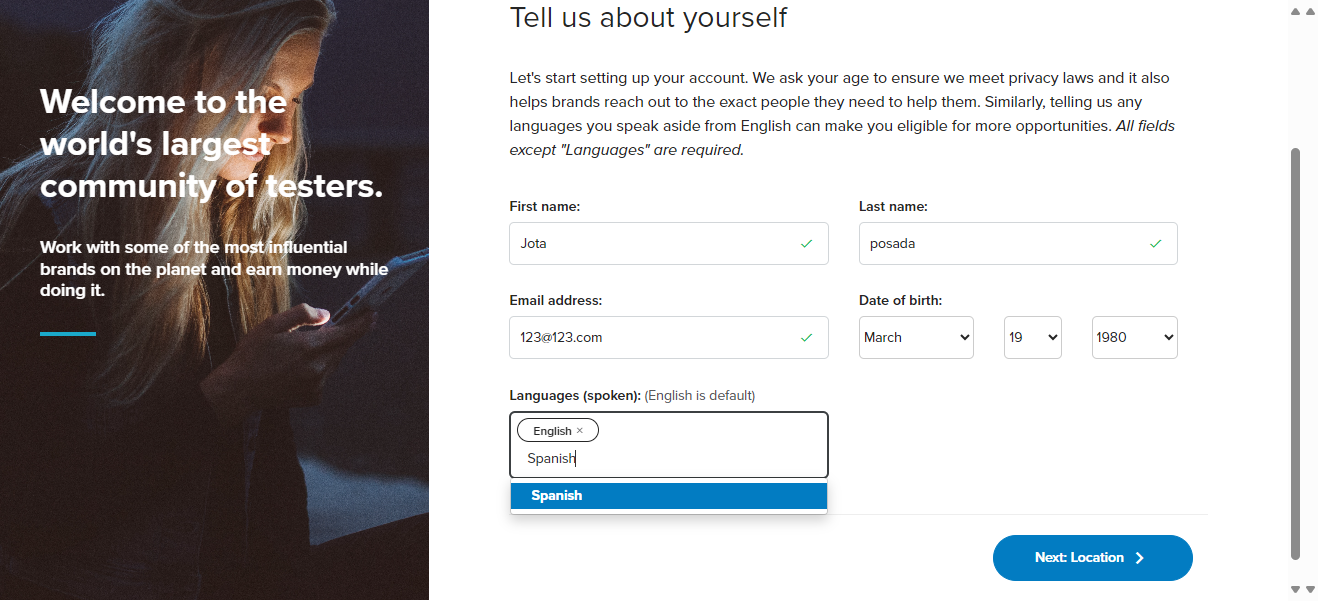 Welcome to the
world's largest
community of testers.
Work with some of the most influential
brands on the planet and earn money while
doing it.
Tell us about yourself
Let's start setting up your account. We ask your age to ensure we meet privacy laws and it also
helps brands reach out to the exact people they need to help them. Similarly, telling us any
languages you speak aside from English can make you eligible for more opportunities. All fields
except "Languages" are required.
First name:
Last name:
Jota
posada
Email address:
Date of birth:
123@123.com
March
19
1980
Languages (spoken): (English is default)
English ×
Spanish
Spanish
Next: Location